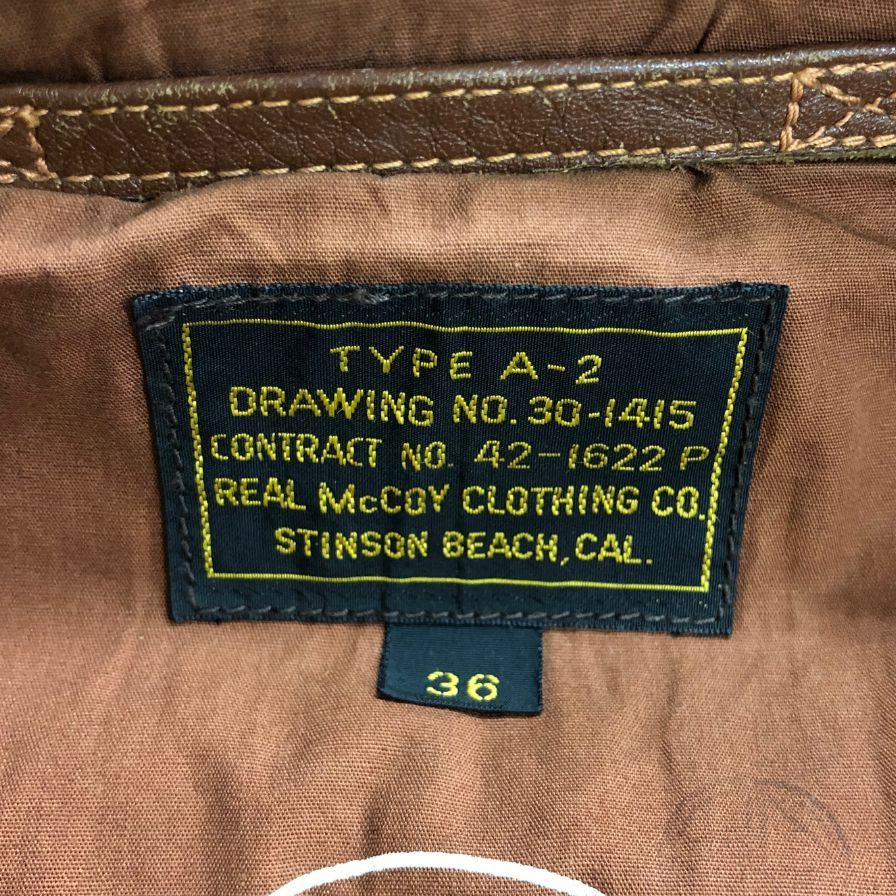 TYPE A-2
DRAWING NO. 30-1415
CONTRACT NO. 42-1622 P
REAL McCOY CLOTHING CO.
STINSON BEACH, CAL.
36